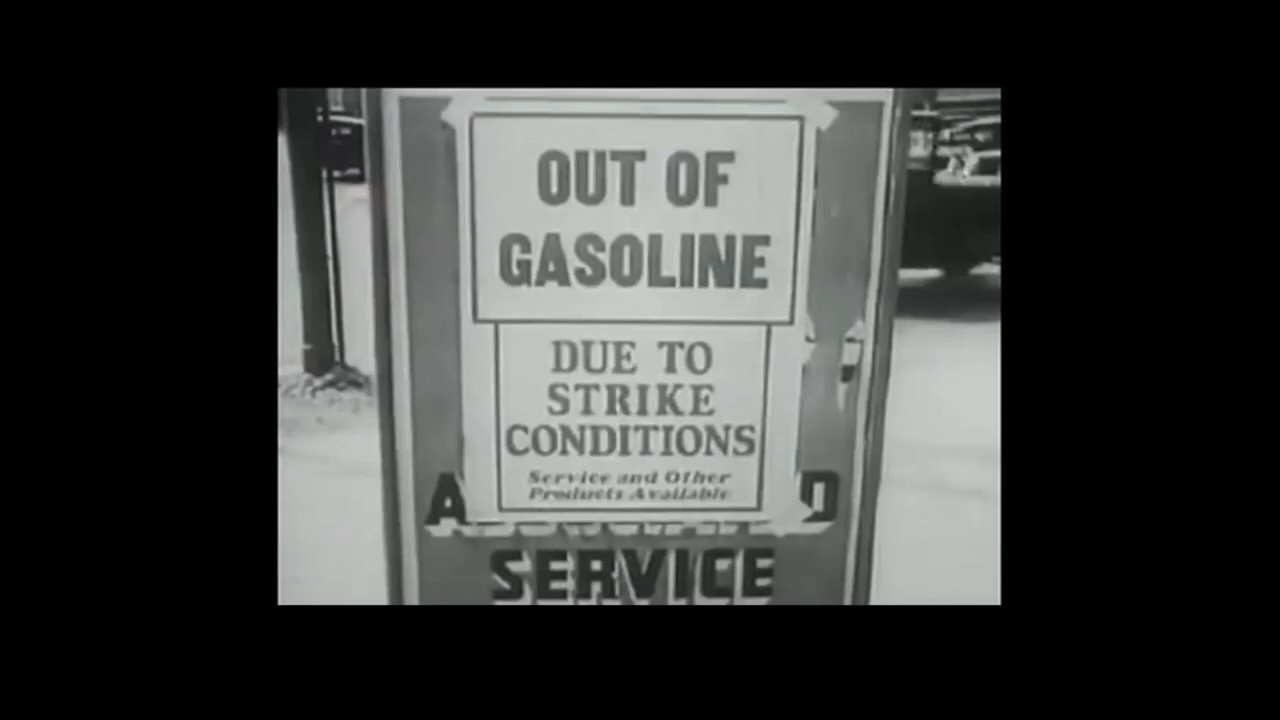 OUT OF
GASOLINE
DUE TO
STRIKE
CONDITIONS
Service and Other
Products Available
SERVICE